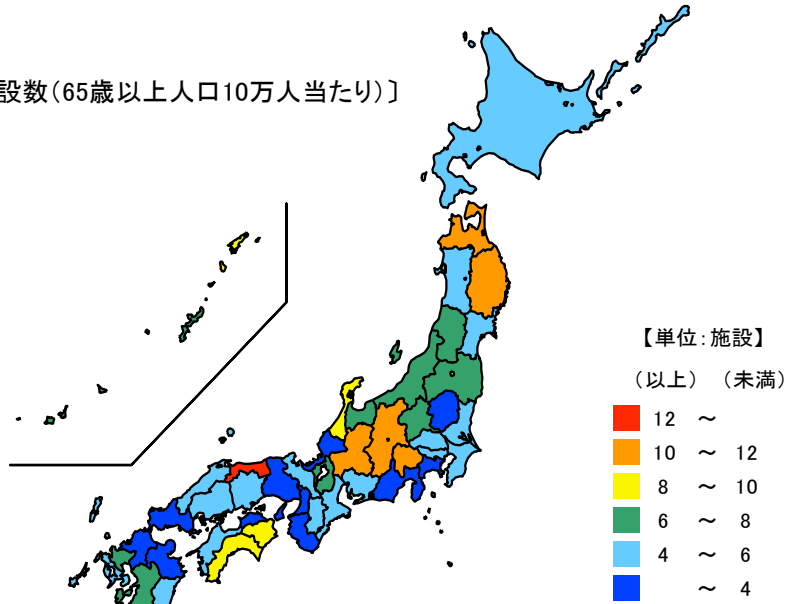 設数(65歳以上人口10万人当たり)〕
【単位:施設】
(以上) (未満)
12 ~
10 ~ 12
8 ~ 10
6 ~ 8
4 ~ 6
~ 4